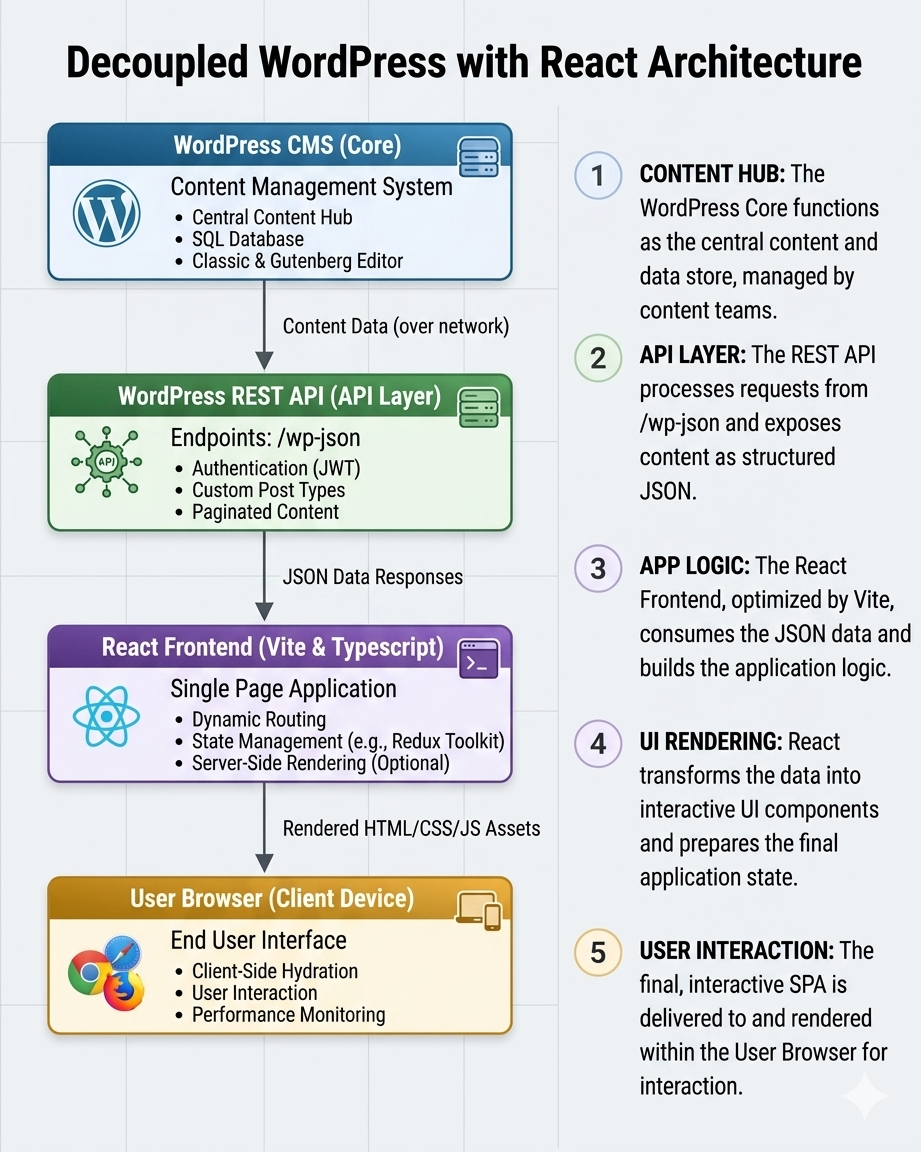 Decoupled WordPress with React Architecture
WordPress CMS (Core)
Content Management System
• Central Content Hub
• SQL Database
• Classic & Gutenberg Editor
Content Data (over network)
WordPress REST API (API Layer)
API
Endpoints: /wp-json
• Authentication (JWT)
• Custom Post Types
• Paginated Content
JSON Data Responses
React Frontend (Vite & Typescript)
Single Page Application
• Dynamic Routing
• State Management (e.g., Redux Toolkit)
• Server-Side Rendering (Optional)
Rendered HTML/CSS/JS Assets
User Browser (Client Device)
End User Interface
• Client-Side Hydration
• User Interaction
• Performance Monitoring
1
CONTENT HUB: The
WordPress Core functions
as the central content and
data store, managed by
content teams.
2
API LAYER: The REST API
processes requests from
/wp-json and exposes
content as structured
JSON.
3
APP LOGIC: The React
Frontend, optimized by Vite,
consumes the JSON data and
builds the application logic.
4
UI RENDERING: React
transforms the data into
interactive UI components
and prepares the final
application state.
5
USER INTERACTION: The
final, interactive SPA is
delivered to and rendered
within the User Browser for
interaction.